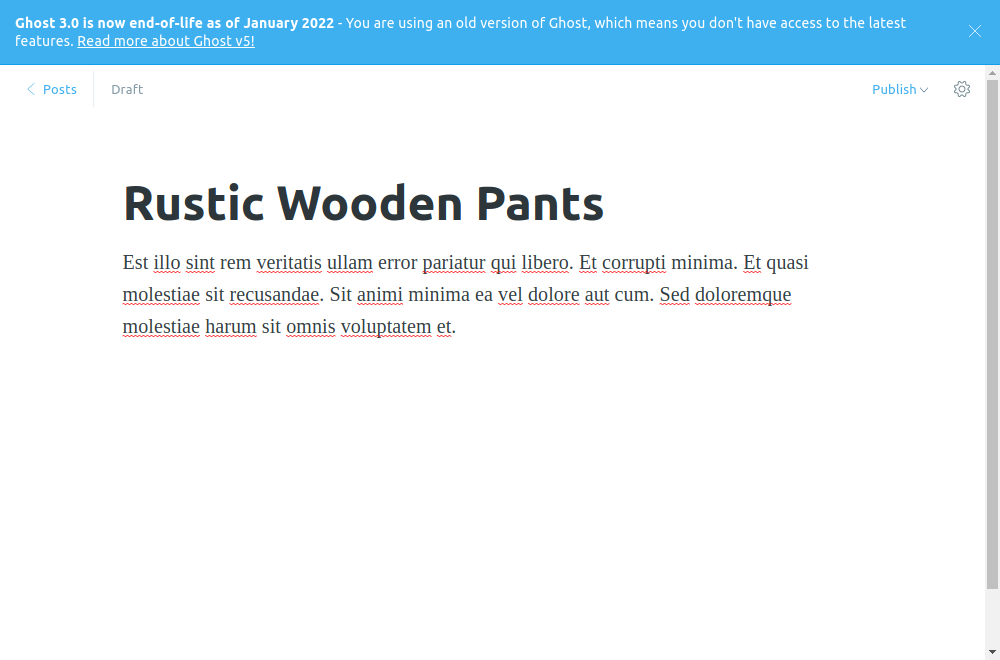 Ghost 3.0 is now end-of-life as of January 2022 - You are using an old version of Ghost, which means you don't have access to the latest
features. Read more about Ghost v5!
Posts
Draft
Publish
Rustic Wooden Pants
Est illo sint rem veritatis ullam error pariatur qui libero. Et corrupti minima. Et quasi
molestiae sit recusandae. Sit animi minima ea vel dolore aut cum. Sed doloremque
molestiae harum sit omnis voluptatem et.